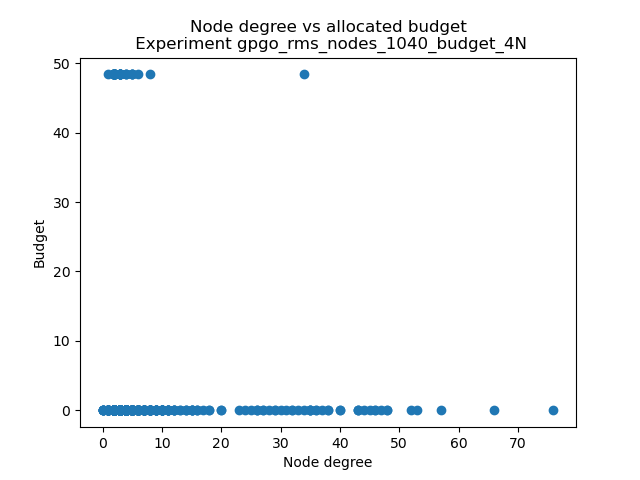 Node degree vs allocated budget
Experiment gpgo_rms_nodes_1040_budget_4N
50
40
30
20
10
0
Budget
0 10 20 30 40 50 60 70
Node degree